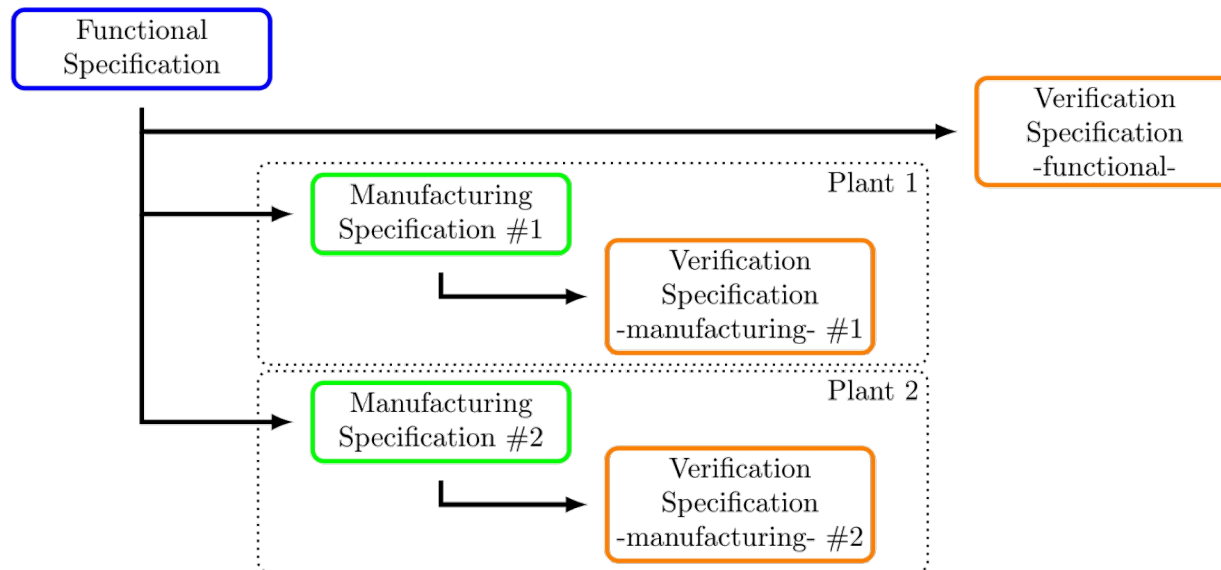 Functional
Specification
Verification
Specification
-functional-
Plant 1
Manufacturing
Specification #1
Verification
Specification
-manufacturing- #1
Plant 2
Manufacturing
Specification #2
Verification
Specification
-manufacturing- #2